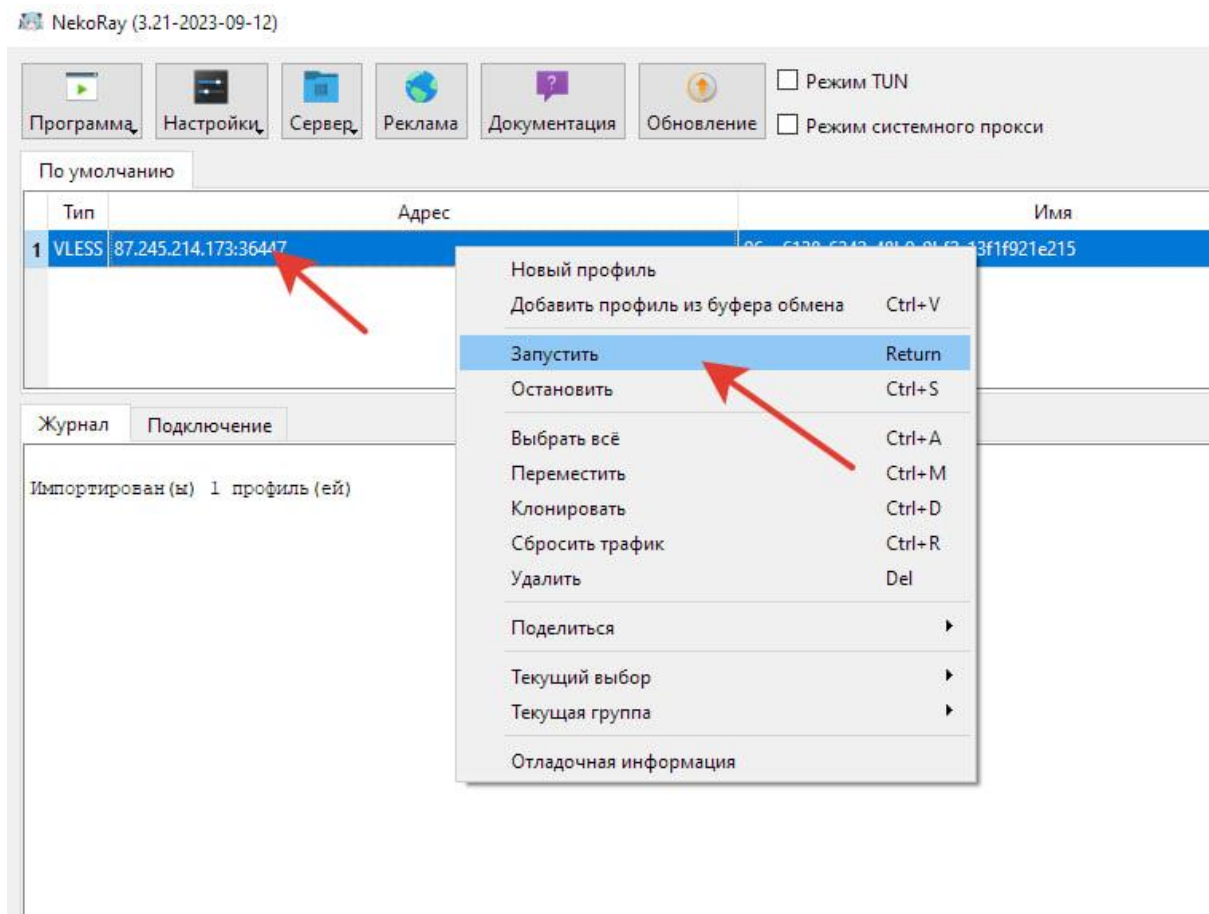 NekoRay (3.21-2023-09-12)
Режим TUN
Программа Настройки Сервер Реклама Документация Обновление Режим системного прокси
По умолчанию
Тип Адрес Имя
1 VLESS 87.245.214.173:36447 13f1f921e215
Новый профиль
Добавить профиль из буфера обмена Ctrl+V
Запустить Return
Остановить Ctrl+S
Журнал Подключение
Выбрать всё Ctrl+A
Переместить Ctrl+M
Импортирован(ы) 1 профиль(ей)
Клонировать Ctrl+D
Сбросить трафик Ctrl+R
Удалить Del
Поделиться
Текущий выбор
Текущая группа
Отладочная информация